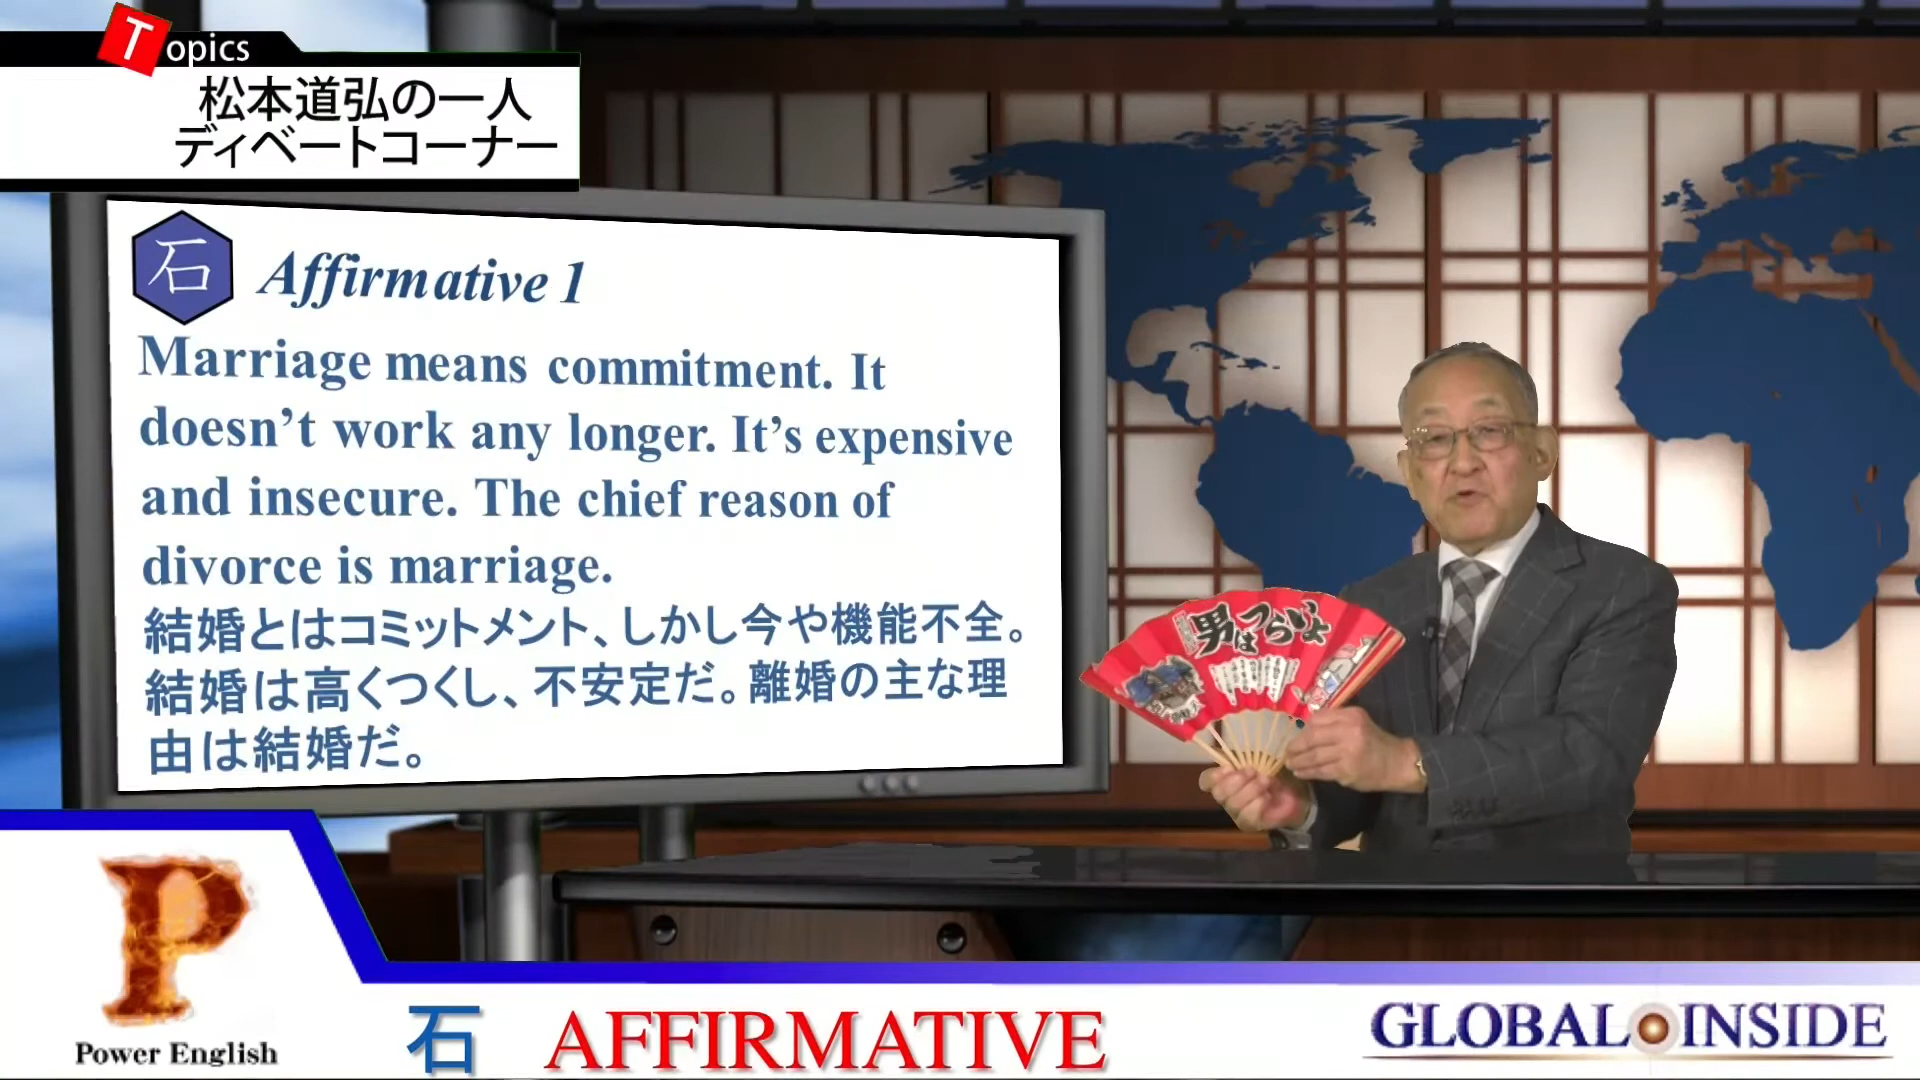 Topics
松本道弘の一人
ディベートコーナー
石
Affirmative 1
Marriage means commitment. It
doesn't work any longer. It's expensive
and insecure. The chief reason of
divorce is marriage.
結婚とはコミットメント、しかし今や機能不全。
結婚は高くつくし、不安定だ。離婚の主な理
由は結婚だ。
男はつらいよ
P
Power English
石 AFFIRMATIVE
GLOBAL INSIDE